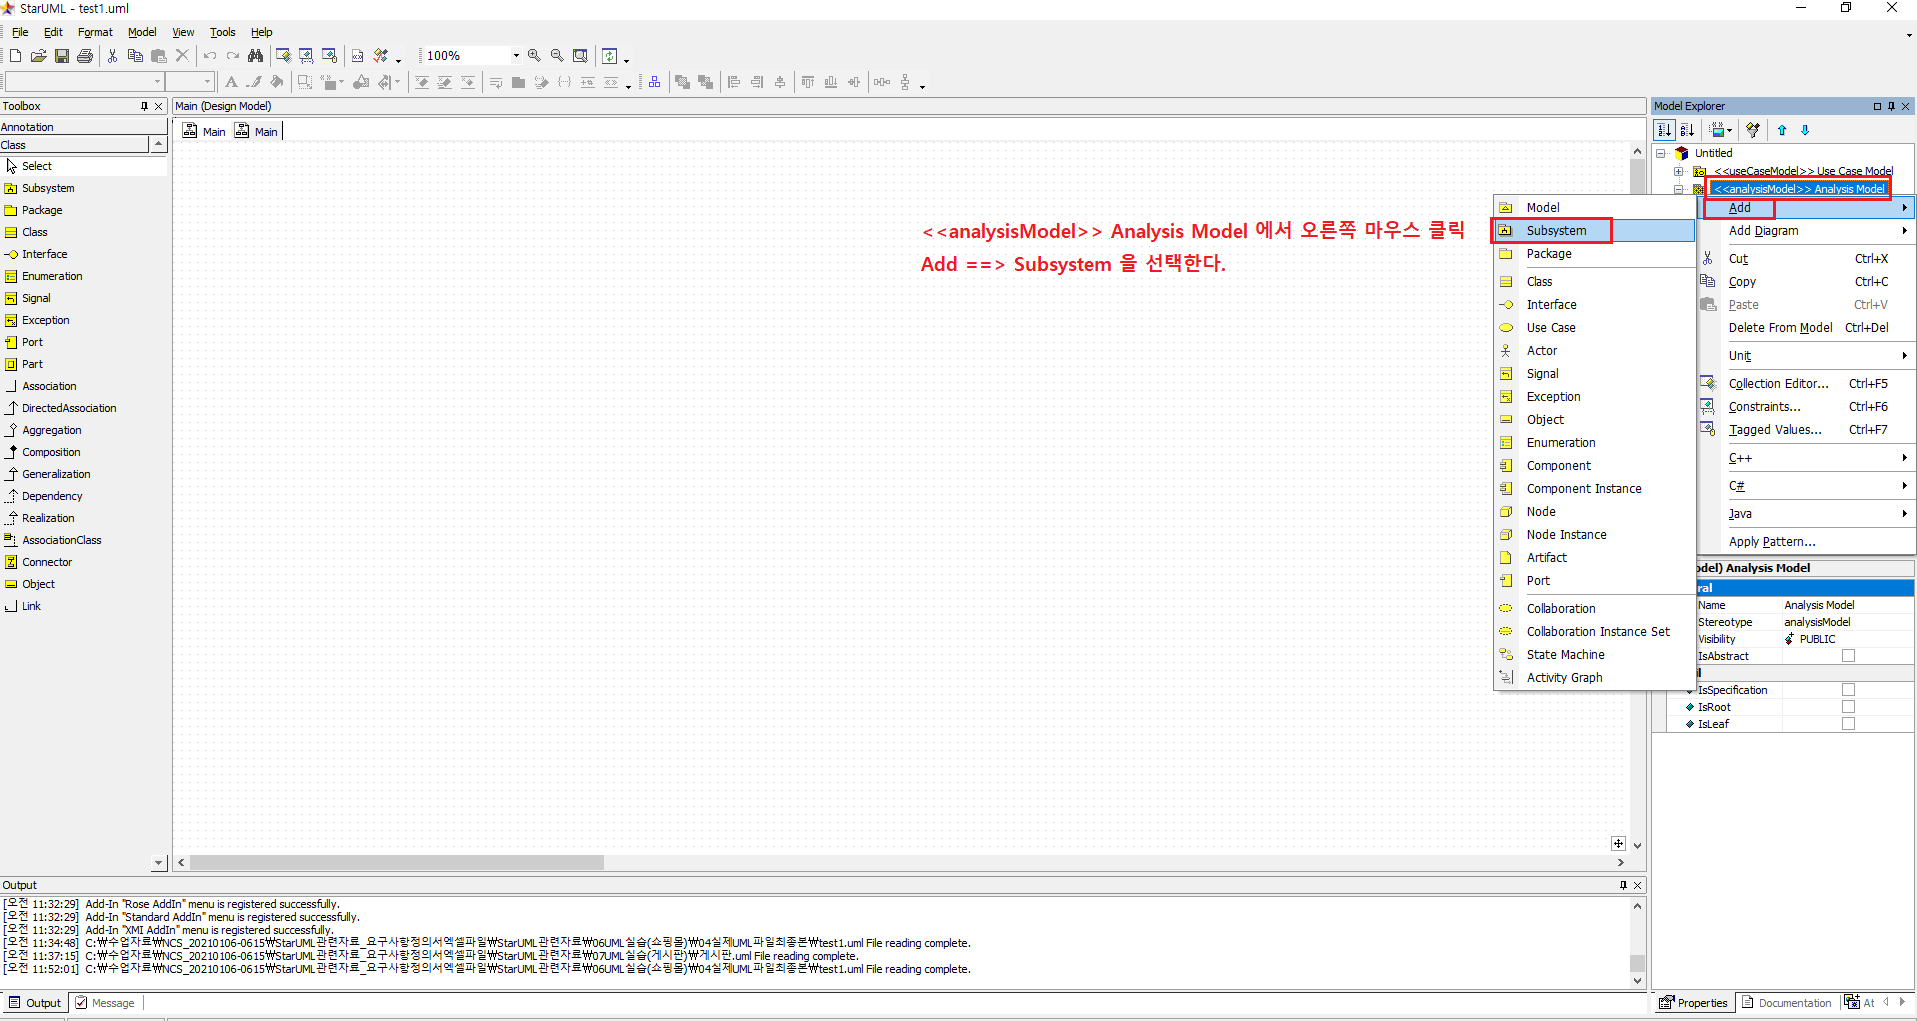 StarUML - test1.uml
File Edit Format Model View Tools Help
100%
Toolbox
Annotation
Class
Select
Subsystem
Package
Class
Interface
Enumeration
Signal
Exception
Port
Part
Association
DirectedAssociation
Aggregation
Composition
Generalization
Dependency
Realization
AssociationClass
Connector
Object
Link
Main (Design Model)
Main Main
<<analysisModel>> Analysis Model 에서 오른쪽 마우스 클릭
Add ==> Subsystem 을 선택한다.
Model
Subsystem
Package
Class
Interface
Use Case
Actor
Signal
Exception
Object
Enumeration
Component
Component Instance
Node
Node Instance
Artifact
Port
Collaboration
Collaboration Instance Set
State Machine
Activity Graph
Model Explorer
Untitled
<<useCaseModel>> Use Case Model
<<analysisModel>> Analysis Model
Add
Add Diagram
Cut Ctrl+X
Copy Ctrl+C
Paste Ctrl+V
Delete From Model Ctrl+Del
Unit
Collection Editor... Ctrl+F5
Constraints... Ctrl+F6
Tagged Values... Ctrl+F7
C++
C#
Java
Apply Pattern...
odel) Analysis Model
ral
Name Analysis Model
Stereotype analysisModel
Visibility PUBLIC
IsAbstract
l
IsSpecification
IsRoot
IsLeaf
Output
[오전 11:32:29] Add-In "Rose AddIn" menu is registered successfully.
[오전 11:32:29] Add-In "Standard AddIn" menu is registered successfully.
[오전 11:32:29] Add-In "XMI AddIn" menu is registered successfully.
[오전 11:34:48] C:₩수업자료₩NCS_20210106-0615₩StarUML관련자료_요구사항정의서엑셀파일₩StarUML관련자료₩06UML실습(쇼핑몰)₩04실제UML파일최종본₩test1.uml File reading complete.
[오전 11:37:15] C:₩수업자료₩NCS_20210106-0615₩StarUML관련자료_요구사항정의서엑셀파일₩StarUML관련자료₩07UML실습(게시판)₩게시판.uml File reading complete.
[오전 11:52:01] C:₩수업자료₩NCS_20210106-0615₩StarUML관련자료_요구사항정의서엑셀파일₩StarUML관련자료₩06UML실습(쇼핑몰)₩04실제UML파일최종본₩test1.uml File reading complete.
Output Message
Properties Documentation At